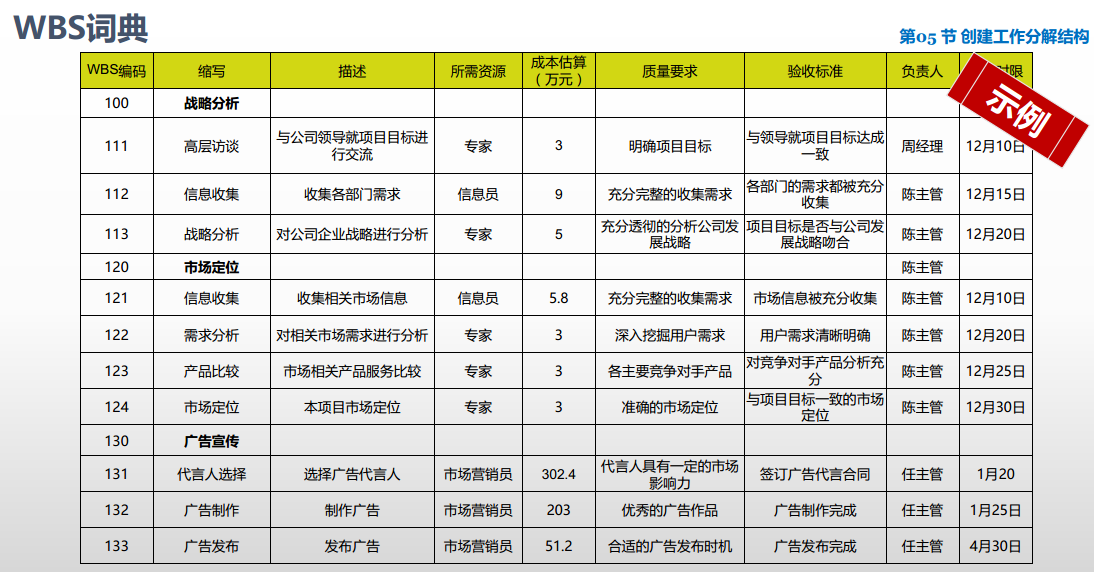 WBS词典
第05 节 创建工作分解结构
WBS编码 缩写 描述 所需资源 成本估算（万元） 质量要求 验收标准 负责人 时限
示例
100 战略分析
111 高层访谈 与公司领导就项目目标进行交流 专家 3 明确项目目标 与领导就项目目标达成一致 周经理 12月10日
112 信息收集 收集各部门需求 信息员 9 充分完整的收集需求 各部门的需求都被充分收集 陈主管 12月15日
113 战略分析 对公司企业战略进行分析 专家 5 充分透彻的分析公司发展战略 项目目标是否与公司发展战略吻合 陈主管 12月20日
120 市场定位 陈主管
121 信息收集 收集相关市场信息 信息员 5.8 充分完整的收集需求 市场信息被充分收集 陈主管 12月10日
122 需求分析 对相关市场需求进行分析 专家 3 深入挖掘用户需求 用户需求清晰明确 陈主管 12月20日
123 产品比较 市场相关产品服务比较 专家 3 各主要竞争对手产品 对竞争对手产品分析充分 陈主管 12月25日
124 市场定位 本项目市场定位 专家 3 准确的市场定位 与项目目标一致的市场定位 陈主管 12月30日
130 广告宣传
131 代言人选择 选择广告代言人 市场营销员 302.4 代言人具有一定的市场影响力 签订广告代言合同 任主管 1月20
132 广告制作 制作广告 市场营销员 203 优秀的广告作品 广告制作完成 任主管 1月25日
133 广告发布 发布广告 市场营销员 51.2 合适的广告发布时机 广告发布完成 任主管 4月30日